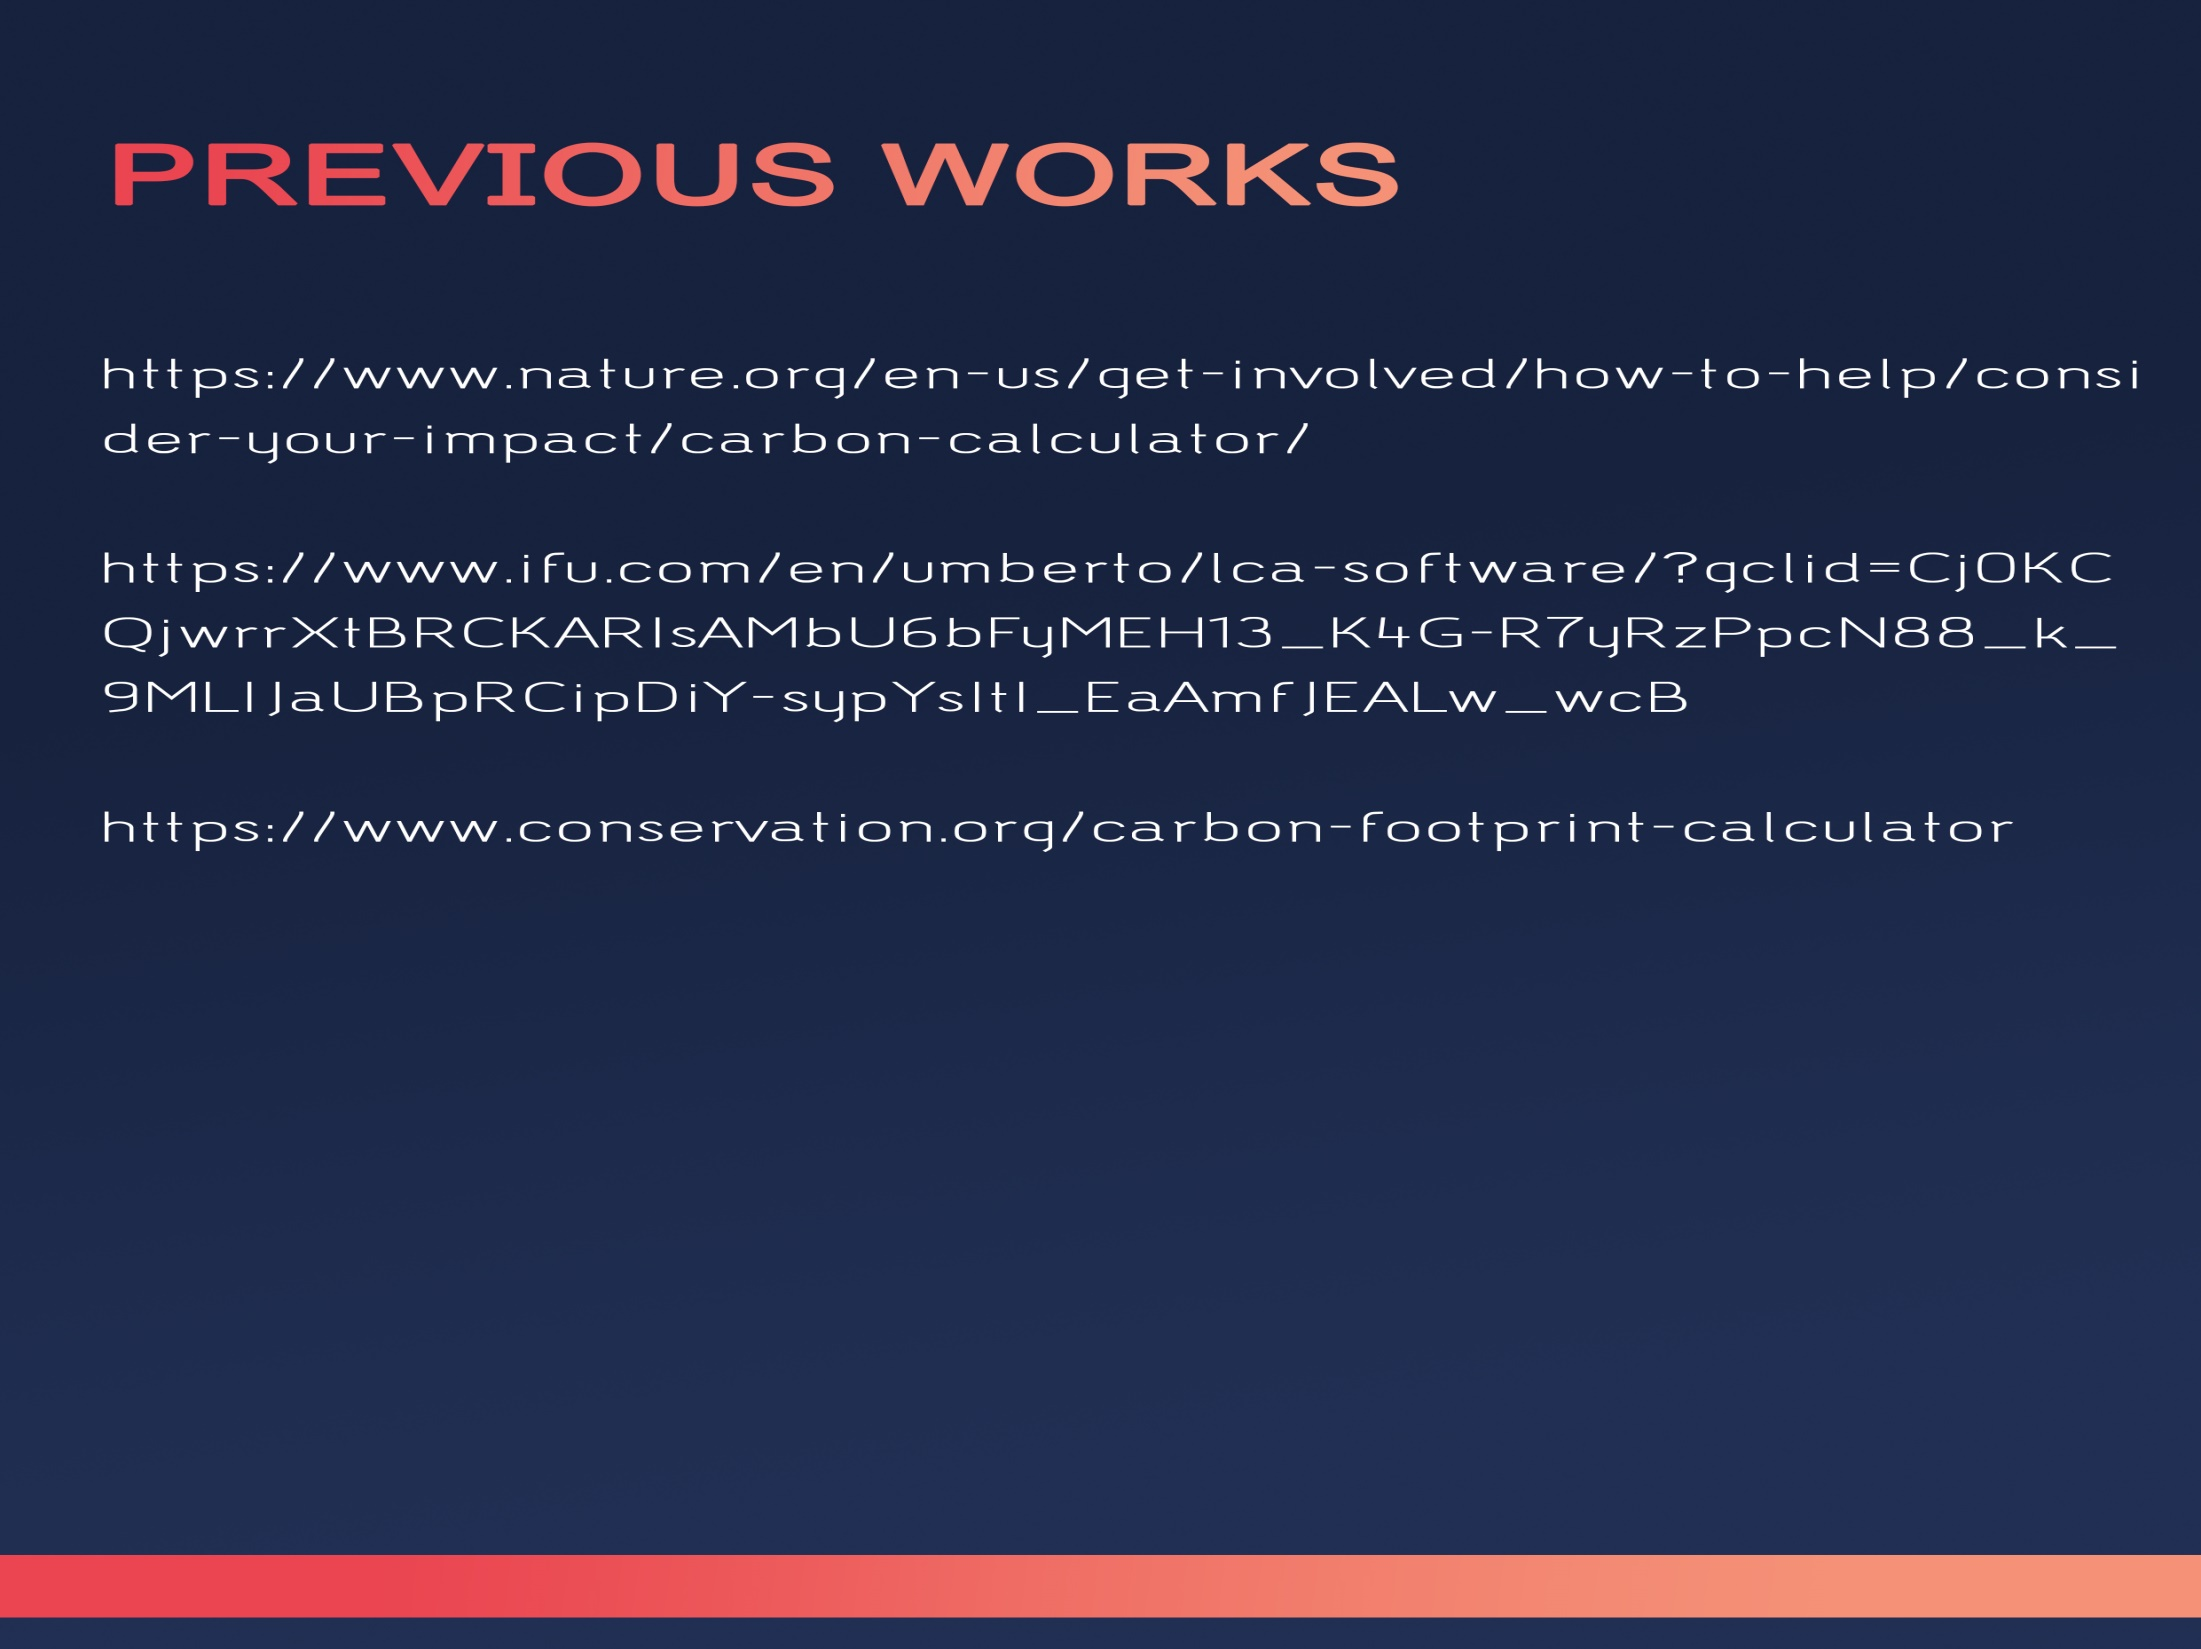 PREVIOUS WORKS
https://www.nature.org/en-us/get-involved/how-to-help/consi
der-your-impact/carbon-calculator/
https://www.ifu.com/en/umberto/lca-software/?gclid=Cj0KC
QjwrrXtBRCKARIsAMbU6bFyMEH13_K4G-R7yRzPpcN88_k_
9MLIJaUBpRCipDiY-sypYsItI_EaAmfJEALw_wcB
https://www.conservation.org/carbon-footprint-calculator